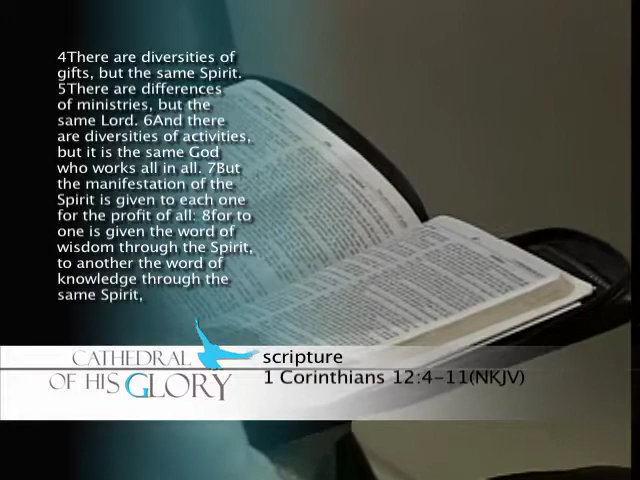 4There are diversities of
gifts, but the same Spirit.
5There are differences
of ministries, but the
same Lord. 6And there
are diversities of activities,
but it is the same God
who works all in all. 7But
the manifestation of the
Spirit is given to each one
for the profit of all: 8for to
one is given the word of
wisdom through the Spirit,
to another the word of
knowledge through the
same Spirit,
CATHEDRAL
OF HIS GLORY
scripture
1 Corinthians 12:4-11(NKJV)